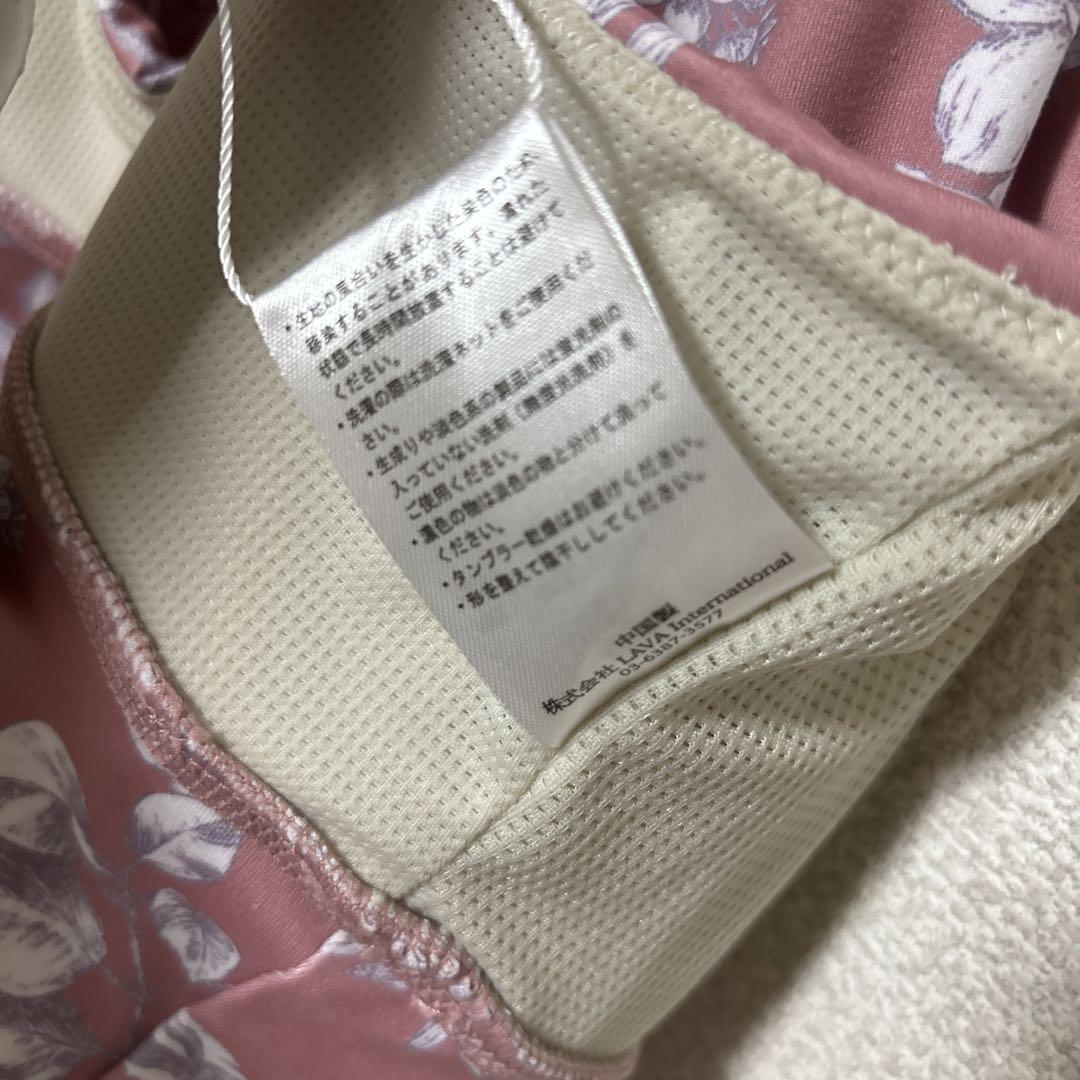 ・生地の風合いを生かした染色のため
移染することがあります。濡れた
状態で長時間放置することは避けて
ください。
・洗濯の際は洗濯ネットをご使用くだ
さい。
・生成りや淡色系の製品には蛍光剤の
入っていない洗剤（無蛍光洗剤）を
ご使用ください。
・濃色の物は淡色の物と分けて洗って
ください。
・タンブラー乾燥はお避けください。
・形を整えて陰干ししてください。
中国製
株式会社 LAVA International
03-6387-3577